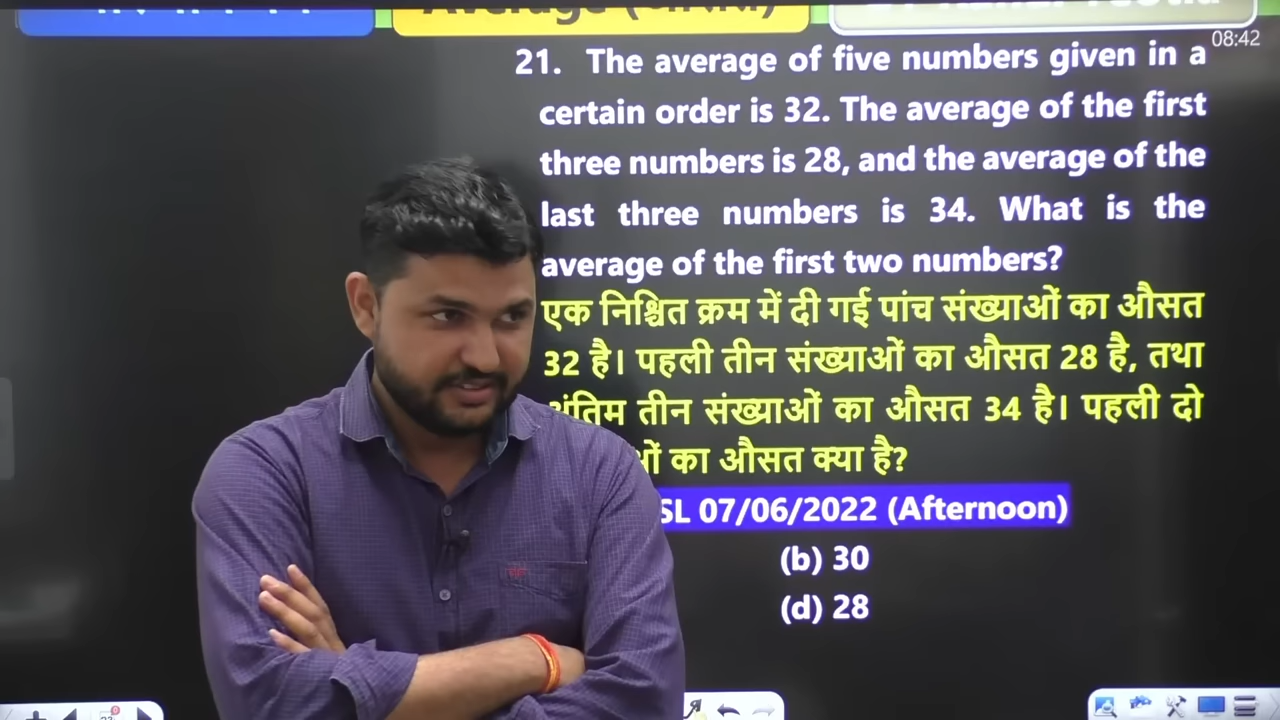 Average
08:42
21. The average of five numbers given in a
certain order is 32. The average of the first
three numbers is 28, and the average of the
last three numbers is 34. What is the
average of the first two numbers?
एक निश्चित क्रम में दी गई पांच संख्याओं का औसत
32 है। पहली तीन संख्याओं का औसत 28 है, तथा
अंतिम तीन संख्याओं का औसत 34 है। पहली दो
का औसत क्या है?
SL 07/06/2022 (Afternoon)
(b) 30
(d) 28